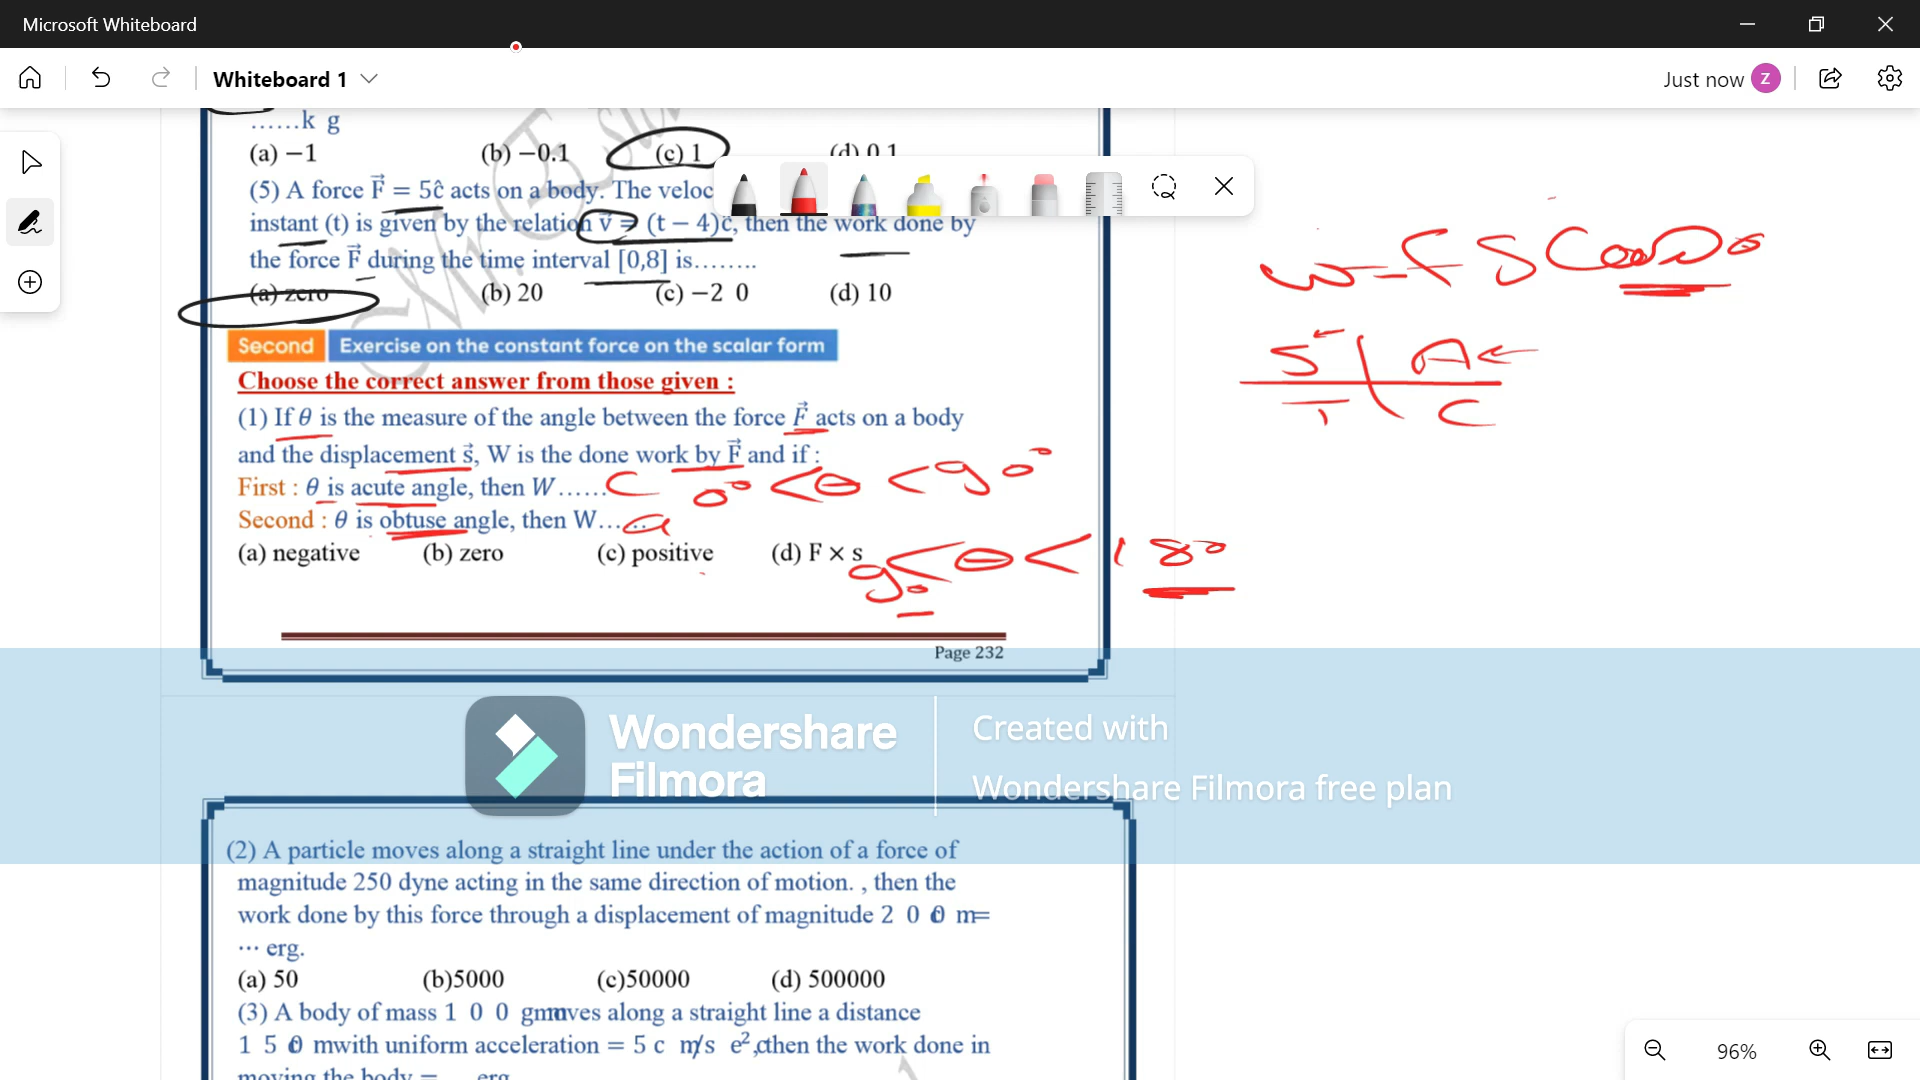 Microsoft Whiteboard
Whiteboard 1
Just now Z
......k g
(a) −1 (b) −0.1 (c) 1 (d) 0.1
(5) A force F⃗ = 5ĉ acts on a body. The veloc
instant (t) is given by the relation v⃗ = (t − 4)ĉ, then the work done by
the force F⃗ during the time interval [0,8] is........
(a) zero (b) 20 (c) −2 0 (d) 10
W = F S Cos θ
S | A
T | C
Second Exercise on the constant force on the scalar form
Choose the correct answer from those given :
(1) If θ is the measure of the angle between the force F⃗ acts on a body
and the displacement s⃗, W is the done work by F⃗ and if :
First : θ is acute angle, then W...... c 0° < θ < 90°
Second : θ is obtuse angle, then W...... a
(a) negative (b) zero (c) positive (d) F × s
90 < θ < 180
Page 232
Wondershare
Filmora
Created with
Wondershare Filmora free plan
(2) A particle moves along a straight line under the action of a force of
magnitude 250 dyne acting in the same direction of motion. , then the
work done by this force through a displacement of magnitude 2 0 0 m=
⋯ erg.
(a) 50 (b)5000 (c)50000 (d) 500000
(3) A body of mass 1 0 0 gm moves along a straight line a distance
with uniform acceleration = 5 c m/s e², then the work done in
moving the body = erg
96%